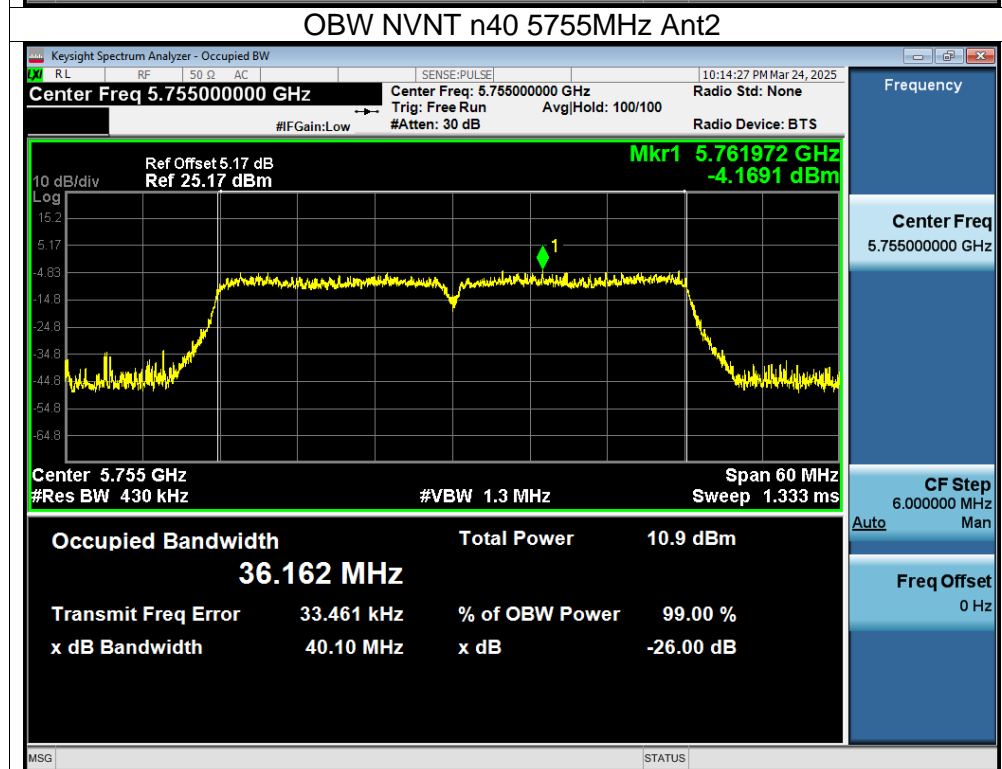 OBW NVNT n40 5755MHz Ant2
Keysight Spectrum Analyzer - Occupied BW
LXI RL RF 50 Ω AC SENSE:PULSE 10:14:27 PM Mar 24, 2025
Center Freq 5.755000000 GHz Center Freq: 5.755000000 GHz Radio Std: None
Trig: Free Run Avg|Hold: 100/100
#IFGain:Low #Atten: 30 dB Radio Device: BTS
Frequency
Mkr1 5.761972 GHz
-4.1691 dBm
Ref Offset 5.17 dB
10 dB/div Ref 25.17 dBm
Log
15.2
5.17
-4.83
-14.8
-24.8
-34.8
-44.8
-54.8
-64.8
1
Center 5.755 GHz Span 60 MHz
#Res BW 430 kHz #VBW 1.3 MHz Sweep 1.333 ms
Occupied Bandwidth Total Power 10.9 dBm
36.162 MHz
Transmit Freq Error 33.461 kHz % of OBW Power 99.00 %
x dB Bandwidth 40.10 MHz x dB -26.00 dB
Center Freq
5.755000000 GHz
CF Step
6.000000 MHz
Auto Man
Freq Offset
0 Hz
MSG STATUS